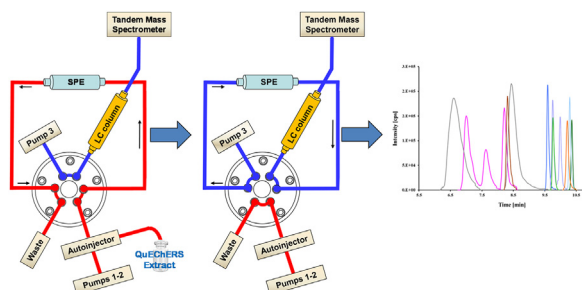 Tandem Mass
Spectrometer
SPE
LC column
Pump 3
Waste
Autoinjector
QuEChERS
Extract
Pumps 1-2
Tandem Mass
Spectrometer
SPE
LC column
Pump 3
Waste
Autoinjector
Pumps 1-2
Intensity [cps]
Time [min]